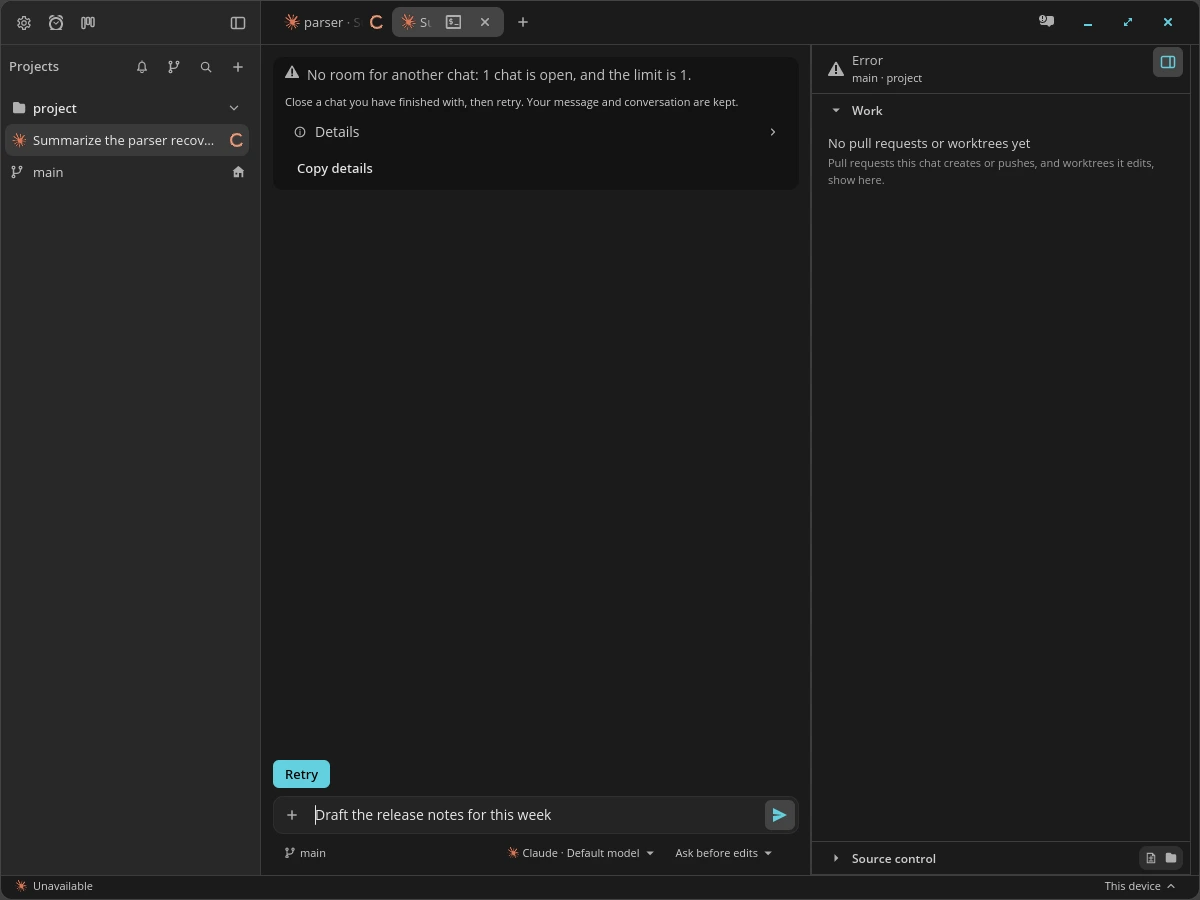 parser · S
Su
Projects
project
Summarize the parser recov...
main
No room for another chat: 1 chat is open, and the limit is 1.
Close a chat you have finished with, then retry. Your message and conversation are kept.
Details
Copy details
Retry
Draft the release notes for this week
main
Claude · Default model
Ask before edits
Error
main · project
Work
No pull requests or worktrees yet
Pull requests this chat creates or pushes, and worktrees it edits,
show here.
Source control
Unavailable
This device